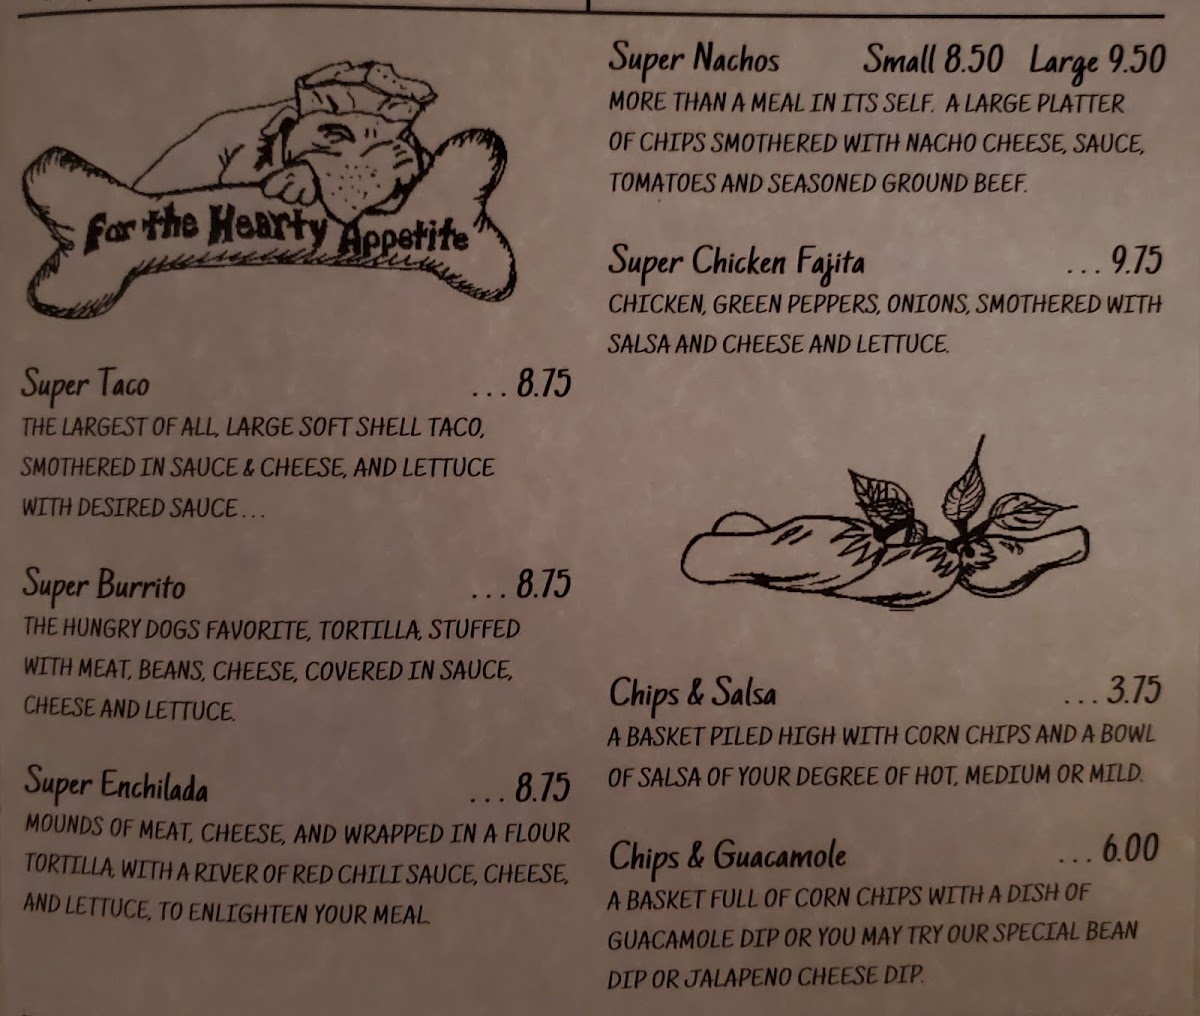 For the Hearty Appetite
Super Taco ... 8.75
THE LARGEST OF ALL, LARGE SOFT SHELL TACO,
SMOTHERED IN SAUCE & CHEESE, AND LETTUCE
WITH DESIRED SAUCE...
Super Burrito ... 8.75
THE HUNGRY DOGS FAVORITE, TORTILLA, STUFFED
WITH MEAT, BEANS, CHEESE, COVERED IN SAUCE,
CHEESE AND LETTUCE.
Super Enchilada ... 8.75
MOUNDS OF MEAT, CHEESE, AND WRAPPED IN A FLOUR
TORTILLA, WITH A RIVER OF RED CHILI SAUCE, CHEESE,
AND LETTUCE, TO ENLIGHTEN YOUR MEAL.
Super Nachos Small 8.50 Large 9.50
MORE THAN A MEAL IN ITS SELF. A LARGE PLATTER
OF CHIPS SMOTHERED WITH NACHO CHEESE, SAUCE,
TOMATOES AND SEASONED GROUND BEEF.
Super Chicken Fajita ... 9.75
CHICKEN, GREEN PEPPERS, ONIONS, SMOTHERED WITH
SALSA AND CHEESE AND LETTUCE.
Chips & Salsa ... 3.75
A BASKET PILED HIGH WITH CORN CHIPS AND A BOWL
OF SALSA OF YOUR DEGREE OF HOT, MEDIUM OR MILD.
Chips & Guacamole ... 6.00
A BASKET FULL OF CORN CHIPS WITH A DISH OF
GUACAMOLE DIP OR YOU MAY TRY OUR SPECIAL BEAN
DIP OR JALAPENO CHEESE DIP.